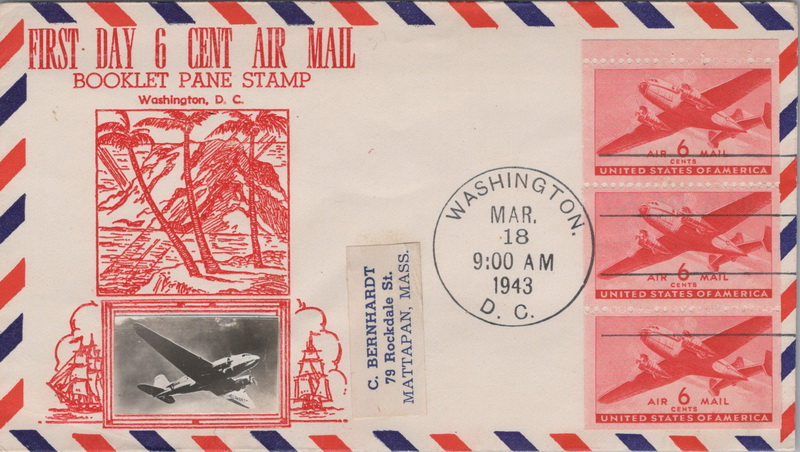 FIRST DAY 6 CENT AIR MAIL
BOOKLET PANE STAMP
Washington, D. C.
C. BERNHARDT
79 Rockdale St.
MATTAPAN, MASS.
WASHINGTON.
MAR.
18
9:00 AM
1943
D. C.
AIR 6 MAIL
CENTS
UNITED STATES OF AMERICA
AIR 6 MAIL
CENTS
UNITED STATES OF AMERICA
AIR 6 MAIL
CENTS
UNITED STATES OF AMERICA